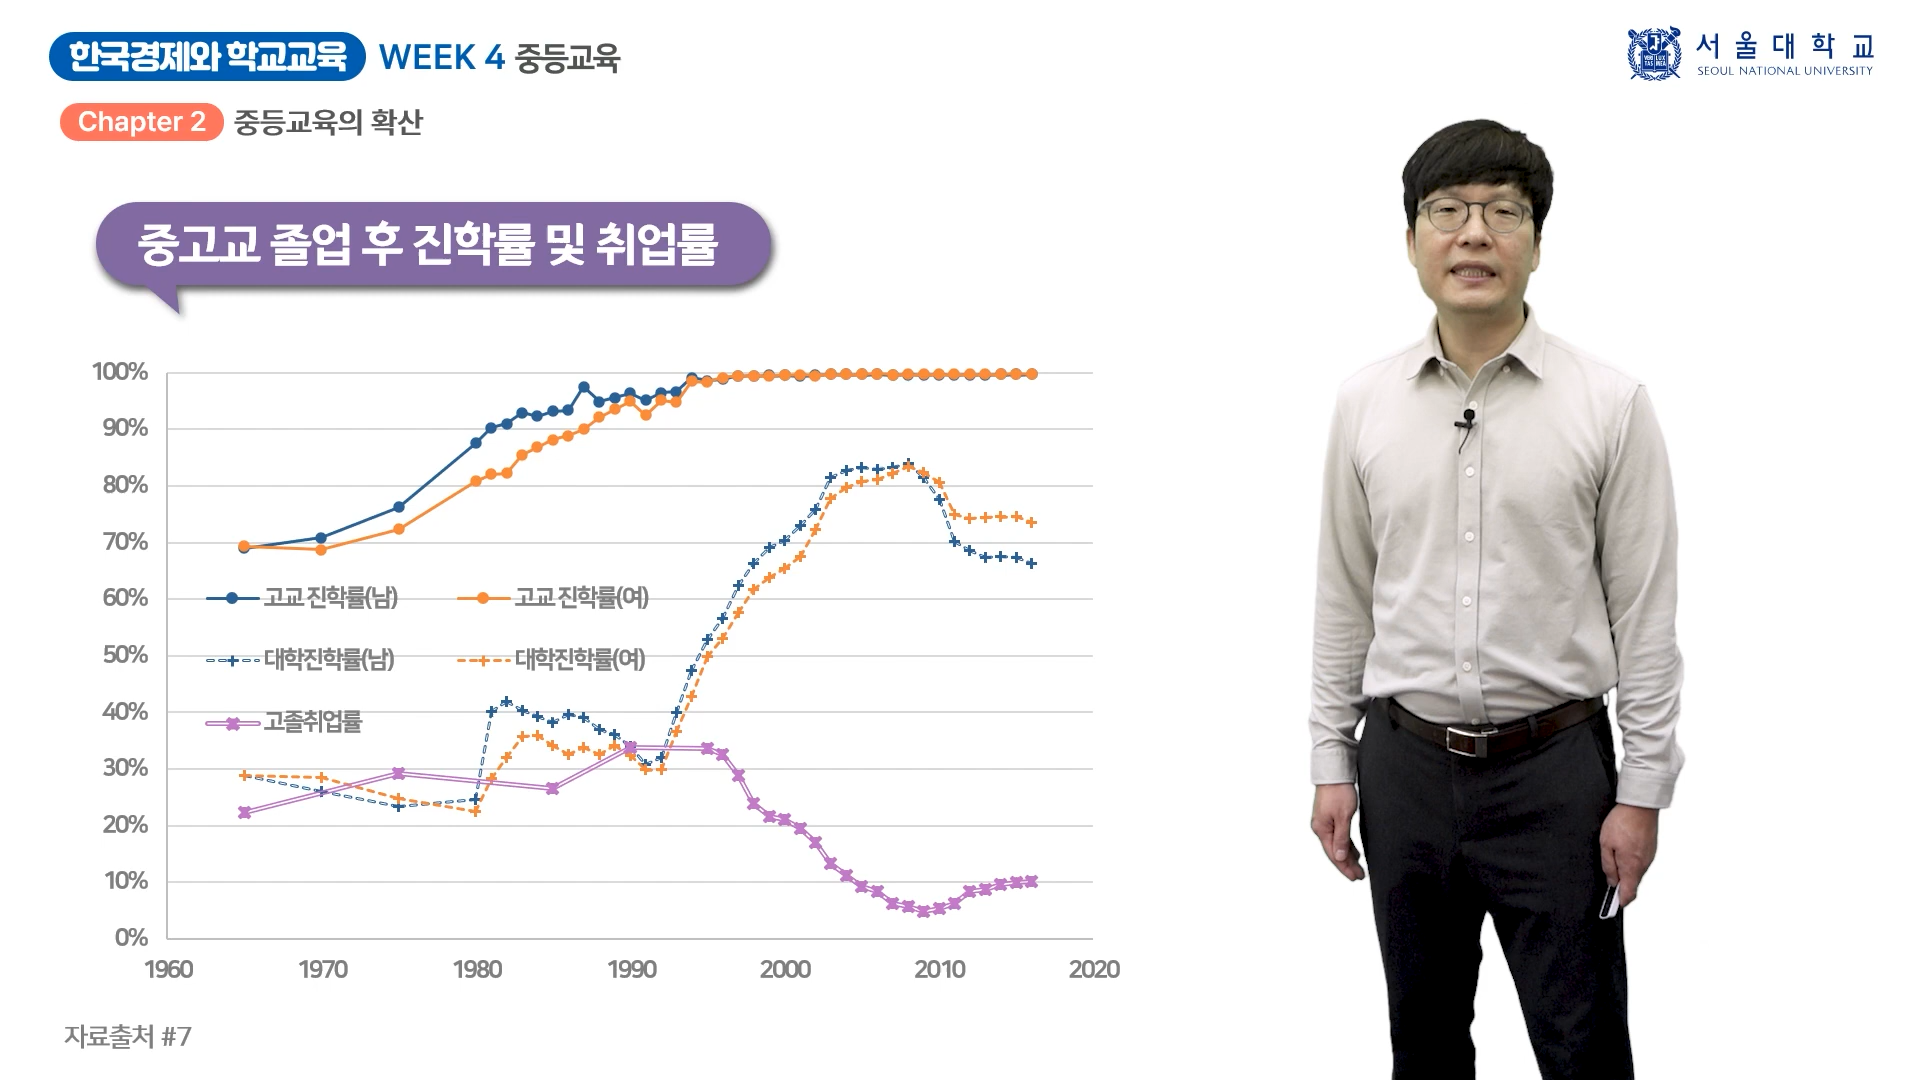 한국경제와 학교교육 WEEK 4 중등교육
서울대학교
SEOUL NATIONAL UNIVERSITY
Chapter 2 중등교육의 확산
중고교 졸업 후 진학률 및 취업률
100%
90%
80%
70%
60%
50%
40%
30%
20%
10%
0%
고교 진학률(남) 고교 진학률(여)
대학진학률(남) 대학진학률(여)
고졸취업률
1960 1970 1980 1990 2000 2010 2020
자료출처 #7